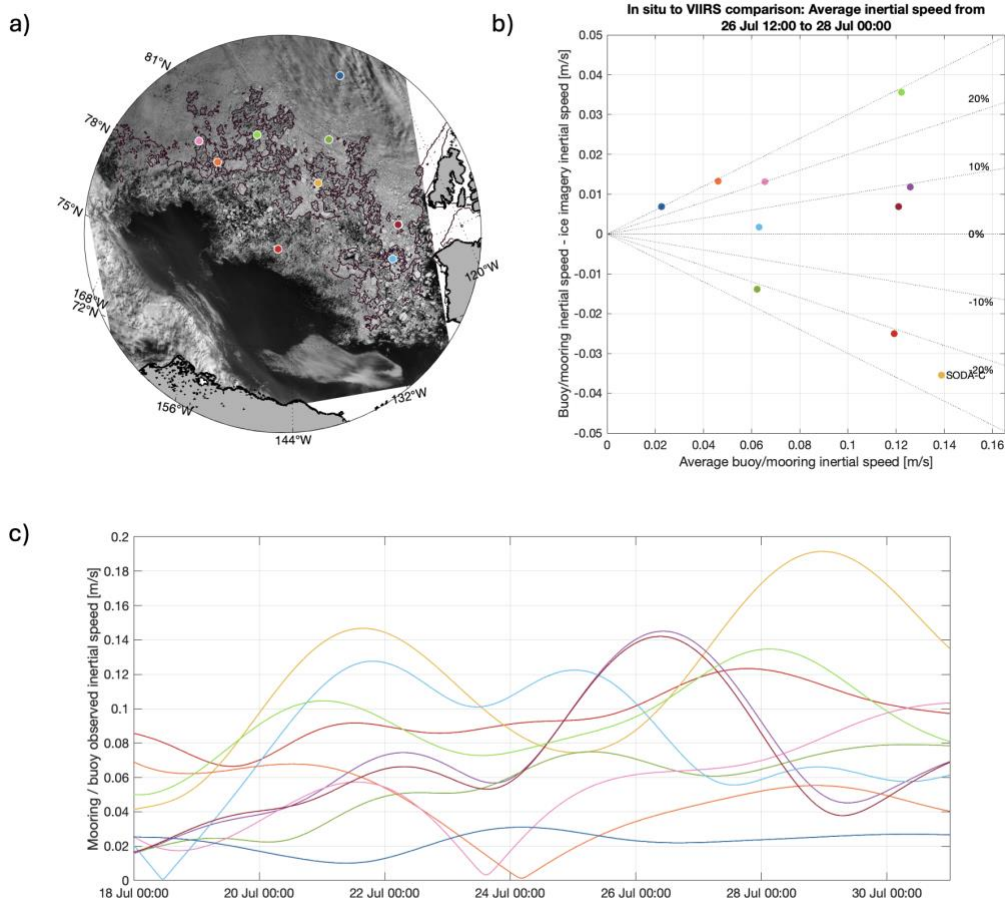 a)
81°N
78°N
75°N
168°W
72°N
156°W
144°W
132°W
120°W
b)
In situ to VIIRS comparison: Average inertial speed from
26 Jul 12:00 to 28 Jul 00:00
Buoy/mooring inertial speed - ice imagery inertial speed [m/s]
0.05
0.04
0.03
0.02
0.01
0
-0.01
-0.02
-0.03
-0.04
-0.05
20%
10%
0%
-10%
-20%
SODA-C
0 0.02 0.04 0.06 0.08 0.1 0.12 0.14 0.16
Average buoy/mooring inertial speed [m/s]
c)
Mooring / buoy observed inertial speed [m/s]
0.2
0.18
0.16
0.14
0.12
0.1
0.08
0.06
0.04
0.02
0
18 Jul 00:00 20 Jul 00:00 22 Jul 00:00 24 Jul 00:00 26 Jul 00:00 28 Jul 00:00 30 Jul 00:00